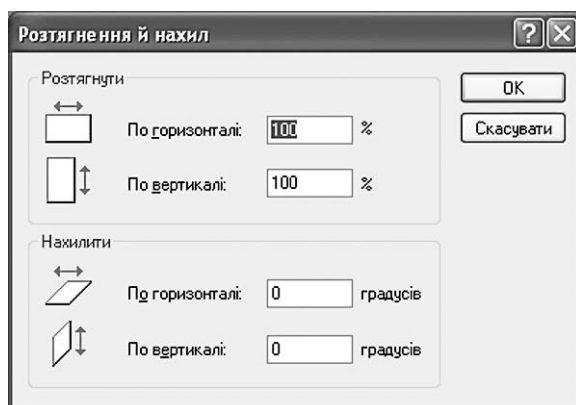 Розтягнення й нахил
Розтягнути
По горизонталі: 100 %
По вертикалі: 100 %
Нахилити
По горизонталі: 0 градусів
По вертикалі: 0 градусів
ОК
Скасувати